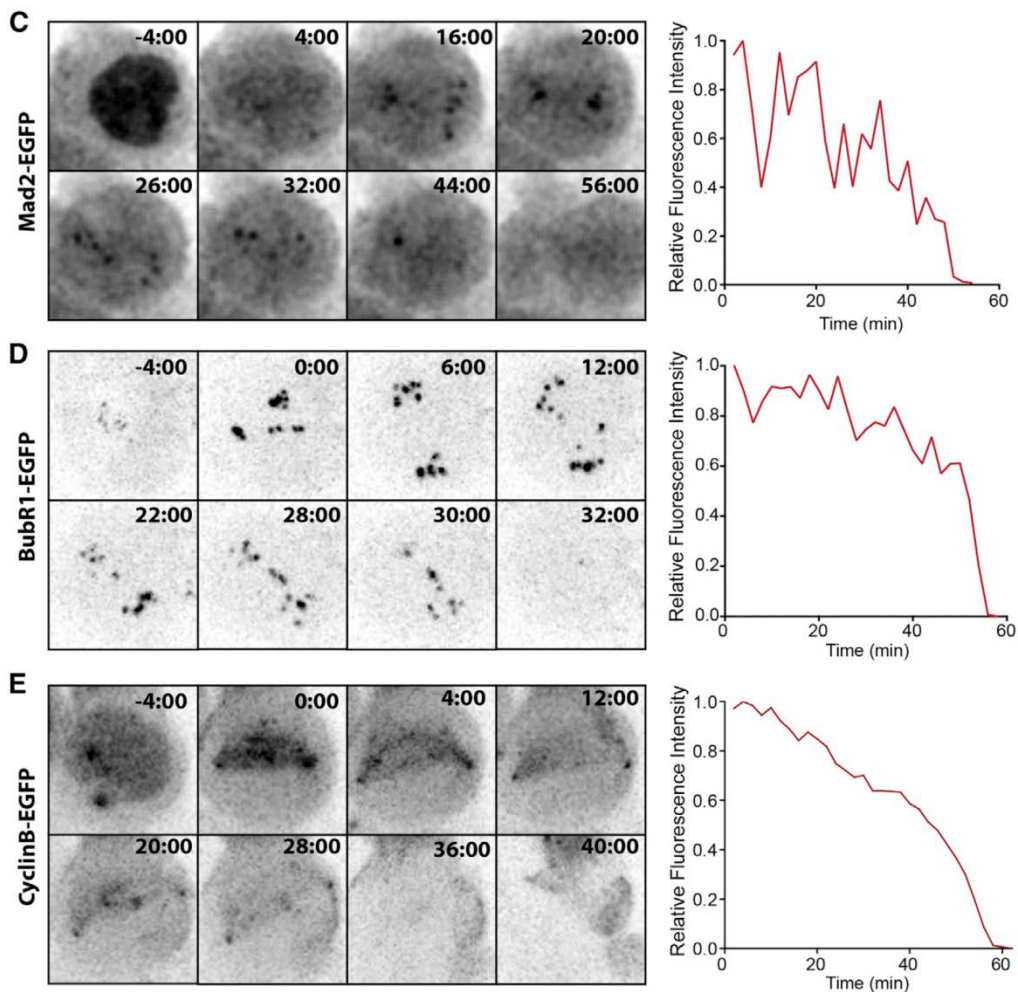 C
Mad2-EGFP
-4:00 4:00 16:00 20:00
26:00 32:00 44:00 56:00
Relative Fluorescence Intensity
1.0
0.8
0.6
0.4
0.2
0.0
0 20 40 60
Time (min)
D
BubR1-EGFP
-4:00 0:00 6:00 12:00
22:00 28:00 30:00 32:00
Relative Fluorescence Intensity
1.0
0.8
0.6
0.4
0.2
0.0
0 20 40 60
Time (min)
E
CyclinB-EGFP
-4:00 0:00 4:00 12:00
20:00 28:00 36:00 40:00
Relative Fluorescence Intensity
1.0
0.8
0.6
0.4
0.2
0.0
0 20 40 60
Time (min)